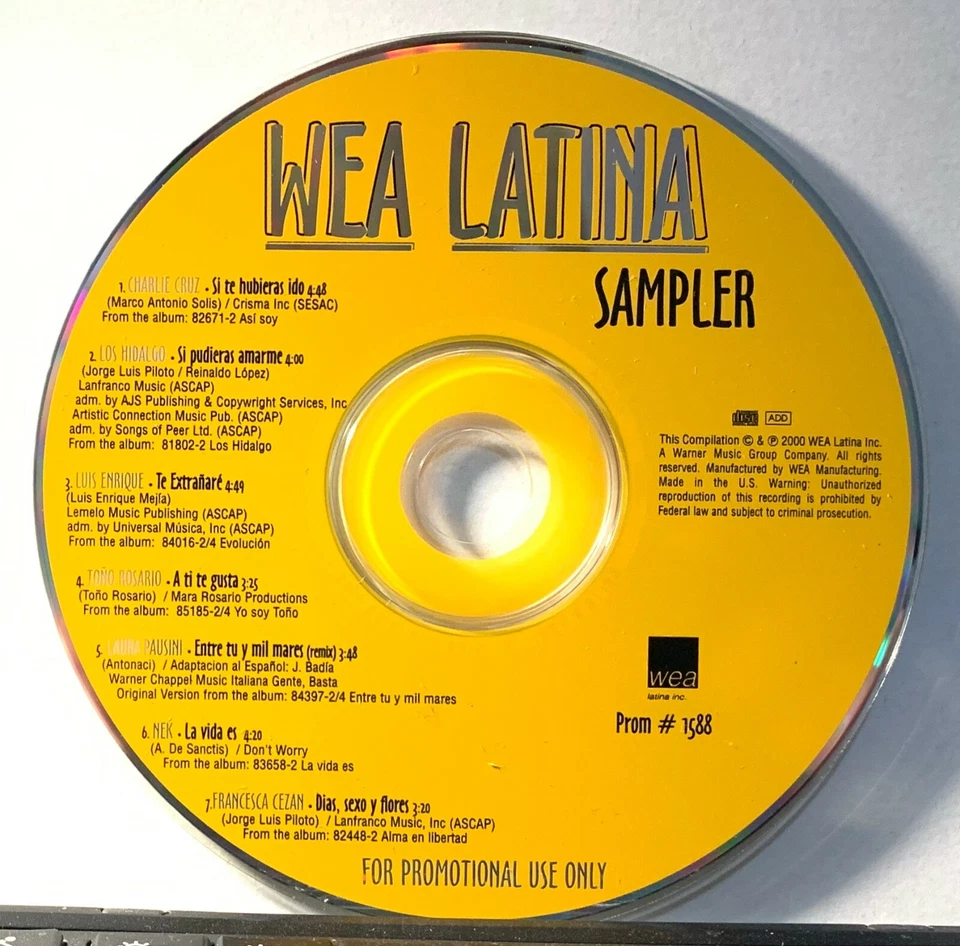 WEA LATINA
SAMPLER
1. CHARLIE CRUZ • Si te hubieras ido 4:48
(Marco Antonio Solis) / Crisma Inc (SESAC)
From the album: 82671-2 Así soy
2. LOS HIDALGO • Si pudieras amarme 4:00
(Jorge Luis Piloto / Reinaldo López)
Lanfranco Music (ASCAP)
adm. by AJS Publishing & Copywright Services, Inc
Artistic Connection Music Pub. (ASCAP)
adm. by Songs of Peer Ltd. (ASCAP)
From the album: 81802-2 Los Hidalgo
3. LUIS ENRIQUE • Te Extrañaré 4:49
(Luis Enrique Mejía)
Lemelo Music Publishing (ASCAP)
adm. by Universal Música, Inc (ASCAP)
From the album: 84016-2/4 Evolución
4. TOÑO ROSARIO • A ti te gusta 3:25
(Toño Rosario) / Mara Rosario Productions
From the album: 85185-2/4 Yo soy Toño
5. LAURA PAUSINI • Entre tu y mil mares (remix) 3:48
(Antonaci) / Adaptacion al Español: J. Badía
Warner Chappel Music Italiana Gente, Basta
Original Version from the album: 84397-2/4 Entre tu y mil mares
6. NEK • La vida es 4:20
(A. De Sanctis) / Don't Worry
From the album: 83658-2 La vida es
7. FRANCESCA CEZAN • Dias, sexo y flores 3:20
(Jorge Luis Piloto) / Lanfranco Music, Inc (ASCAP)
From the album: 82448-2 Alma en libertad
ADD
This Compilation © & ℗ 2000 WEA Latina Inc.
A Warner Music Group Company. All rights
reserved. Manufactured by WEA Manufacturing.
Made in the U.S. Warning: Unauthorized
reproduction of this recording is prohibited by
Federal law and subject to criminal prosecution.
wea
latina inc.
Prom # 1588
FOR PROMOTIONAL USE ONLY